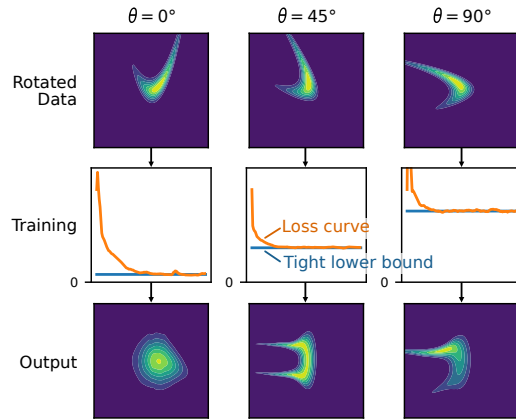 θ = 0°
θ = 45°
θ = 90°
Rotated
Data
Training
Loss curve
Tight lower bound
0
0
0
Output